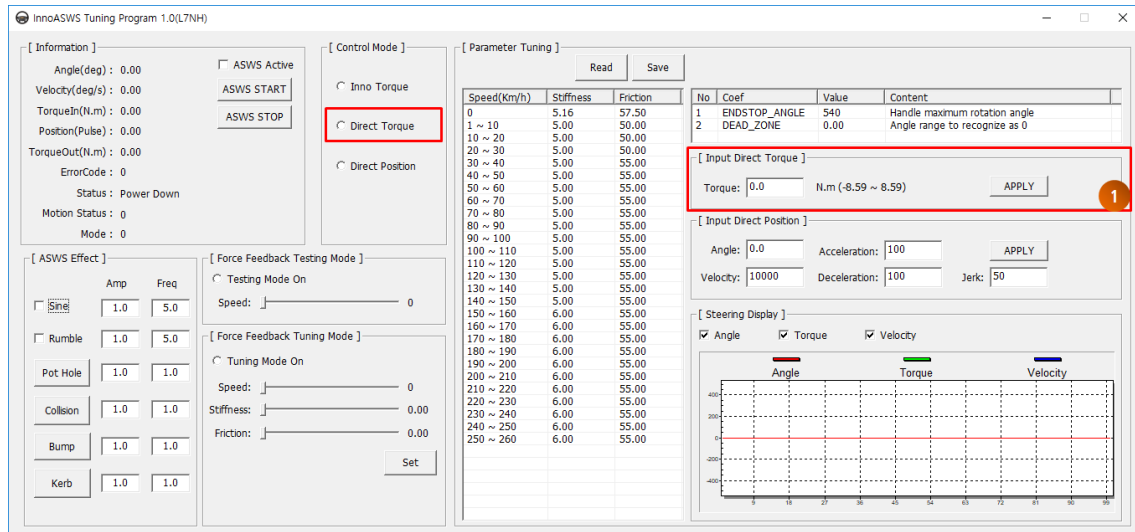 InnoASWS Tuning Program 1.0(L7NH)
[ Information ]
Angle(deg) : 0.00
Velocity(deg/s) : 0.00
TorqueIn(N.m) : 0.00
Position(Pulse) : 0.00
TorqueOut(N.m) : 0.00
ErrorCode : 0
Status : Power Down
Motion Status : 0
Mode : 0
ASWS Active
ASWS START
ASWS STOP
[ Control Mode ]
Inno Torque
Direct Torque
Direct Position
[ ASWS Effect ]
Amp Freq
Sine 1.0 5.0
Rumble 1.0 5.0
Pot Hole 1.0 1.0
Collision 1.0 1.0
Bump 1.0 1.0
Kerb 1.0 1.0
[ Force Feedback Testing Mode ]
Testing Mode On
Speed: 0
[ Force Feedback Tuning Mode ]
Tuning Mode On
Speed: 0
Stiffness: 0.00
Friction: 0.00
Set
[ Parameter Tuning ]
Read Save
Speed(Km/h) Stiffness Friction
0 5.16 57.50
1 ~ 10 5.00 50.00
10 ~ 20 5.00 50.00
20 ~ 30 5.00 50.00
30 ~ 40 5.00 55.00
40 ~ 50 5.00 55.00
50 ~ 60 5.00 55.00
60 ~ 70 5.00 55.00
70 ~ 80 5.00 55.00
80 ~ 90 5.00 55.00
90 ~ 100 5.00 55.00
100 ~ 110 5.00 55.00
110 ~ 120 5.00 55.00
120 ~ 130 5.00 55.00
130 ~ 140 5.00 55.00
140 ~ 150 5.00 55.00
150 ~ 160 6.00 55.00
160 ~ 170 6.00 55.00
170 ~ 180 6.00 55.00
180 ~ 190 6.00 55.00
190 ~ 200 6.00 55.00
200 ~ 210 6.00 55.00
210 ~ 220 6.00 55.00
220 ~ 230 6.00 55.00
230 ~ 240 6.00 55.00
240 ~ 250 6.00 55.00
250 ~ 260 6.00 55.00
No Coef Value Content
1 ENDSTOP_ANGLE 540 Handle maximum rotation angle
2 DEAD_ZONE 0.00 Angle range to recognize as 0
[ Input Direct Torque ]
Torque: 0.0 N.m (-8.59 ~ 8.59) APPLY
1
[ Input Direct Position ]
Angle: 0.0 Acceleration: 100 APPLY
Velocity: 10000 Deceleration: 100 Jerk: 50
[ Steering Display ]
Angle Torque Velocity
Angle Torque Velocity
400
200
0
-200
-400
9 18 27 36 45 54 63 72 81 90 99